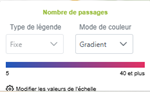 Nombre de passages
Type de légende Mode de couleur
Fixe Gradient
5 40 et plus
Modifier les valeurs de l'échelle